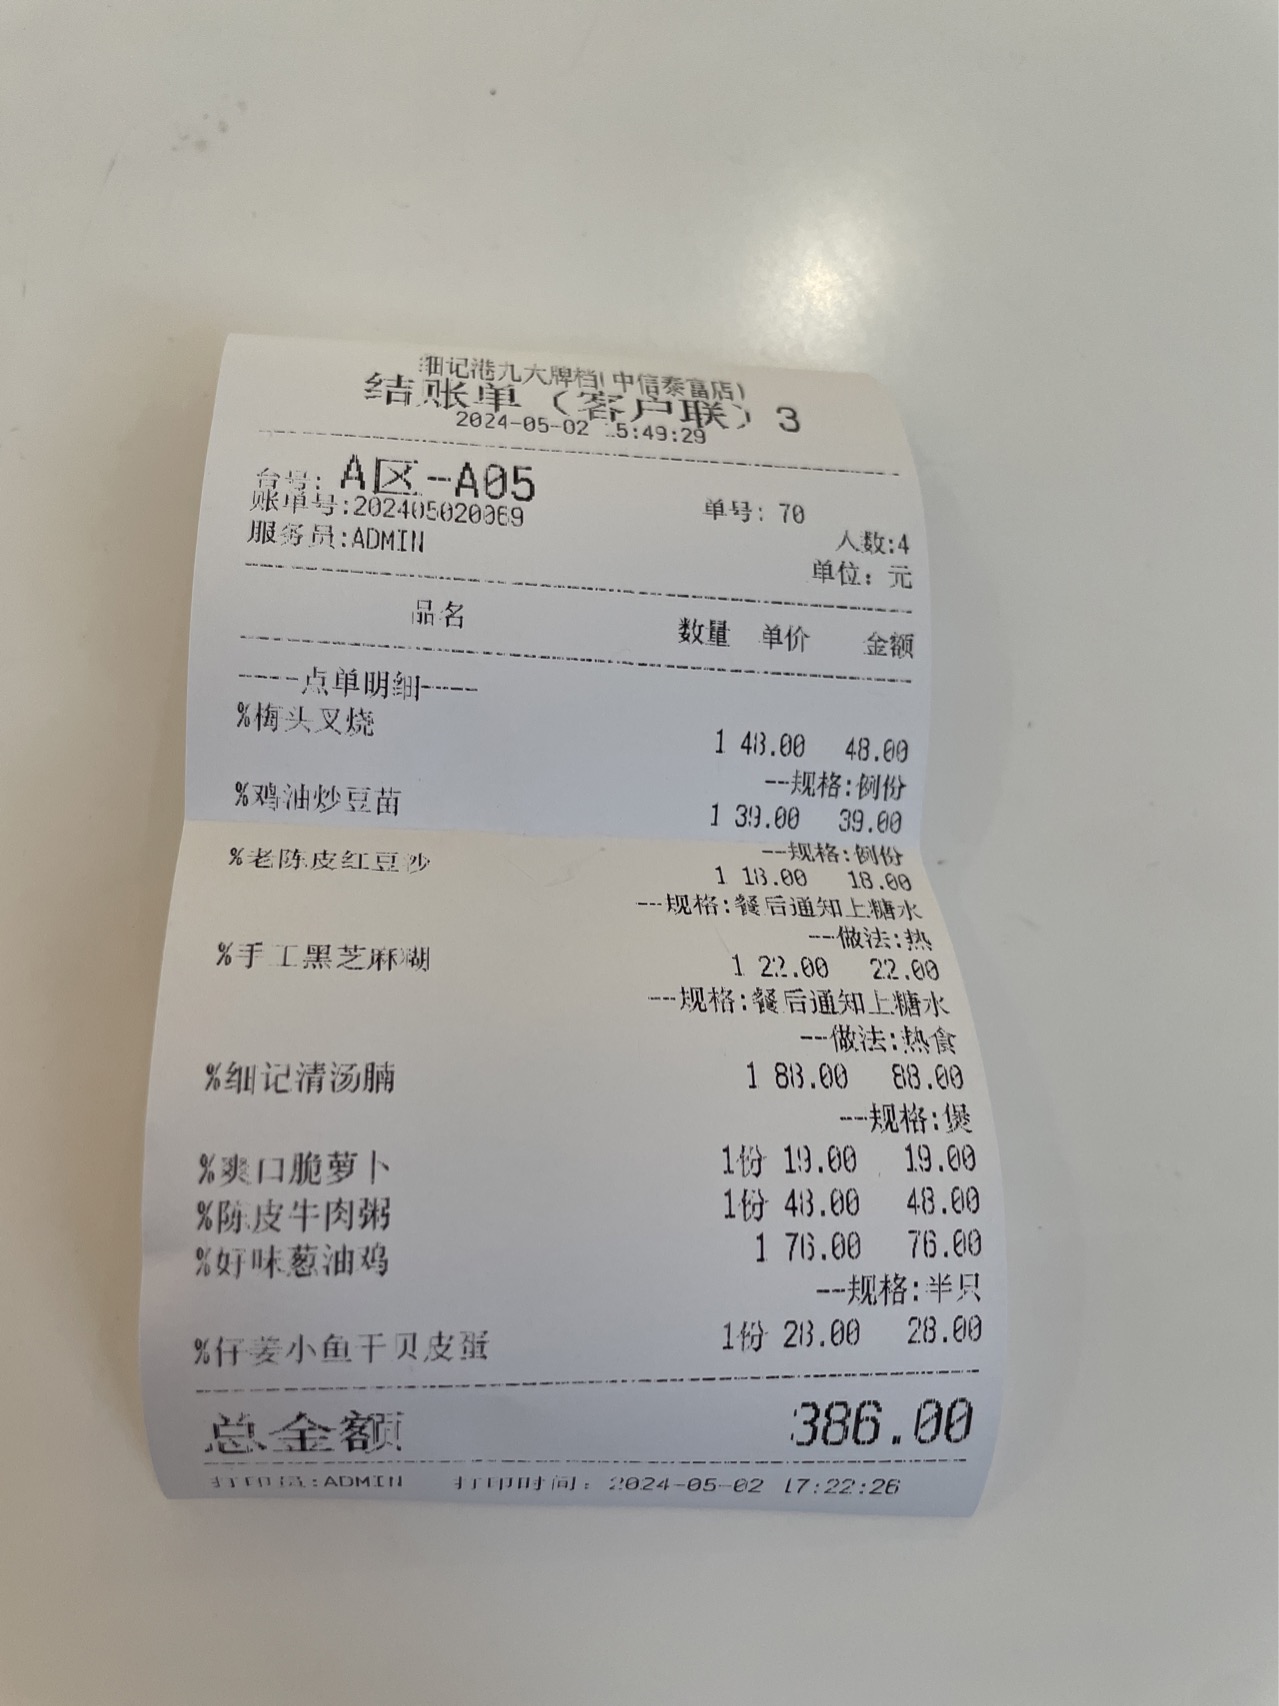 细记港九大牌档(中信泰富店)
结账单（客户联）3
2024-05-02 15:49:29
台号: A区-A05
单号: 70
账单号:202405020069
人数:4
服务员:ADMIN
单位: 元
品名 数量 单价 金额
----点单明细----
%梅头叉烧 1 48.00 48.00
--规格:例份
%鸡油炒豆苗 1 39.00 39.00
--规格:例份
%老陈皮红豆沙 1 18.00 18.00
--规格:餐后通知上糖水
--做法:热
%手工黑芝麻糊 1 22.00 22.00
--规格:餐后通知上糖水
--做法:热食
%细记清汤腩 1 88.00 88.00
--规格:煲
%爽口脆萝卜 1份 19.00 19.00
%陈皮牛肉粥 1份 48.00 48.00
%好味葱油鸡 1 76.00 76.00
--规格:半只
%仔姜小鱼干贝皮蛋 1份 28.00 28.00
总金额 386.00
打印员:ADMIN 打印时间: 2024-05-02 17:22:26